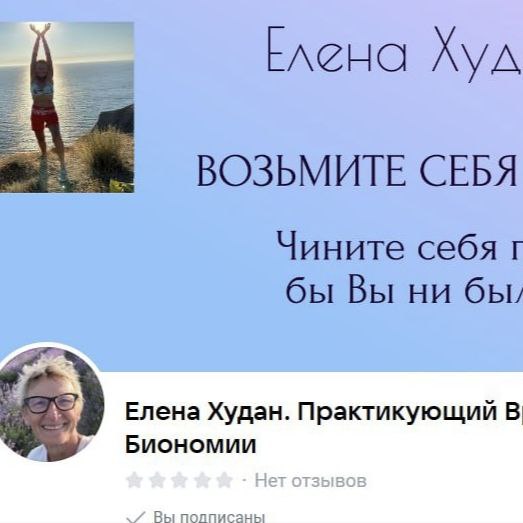 Елена Худ
ВОЗЬМИТЕ СЕБЯ
Чините себя
бы Вы ни был
Елена Худан. Практикующий Вр
Биономии
· Нет отзывов
Вы подписаны